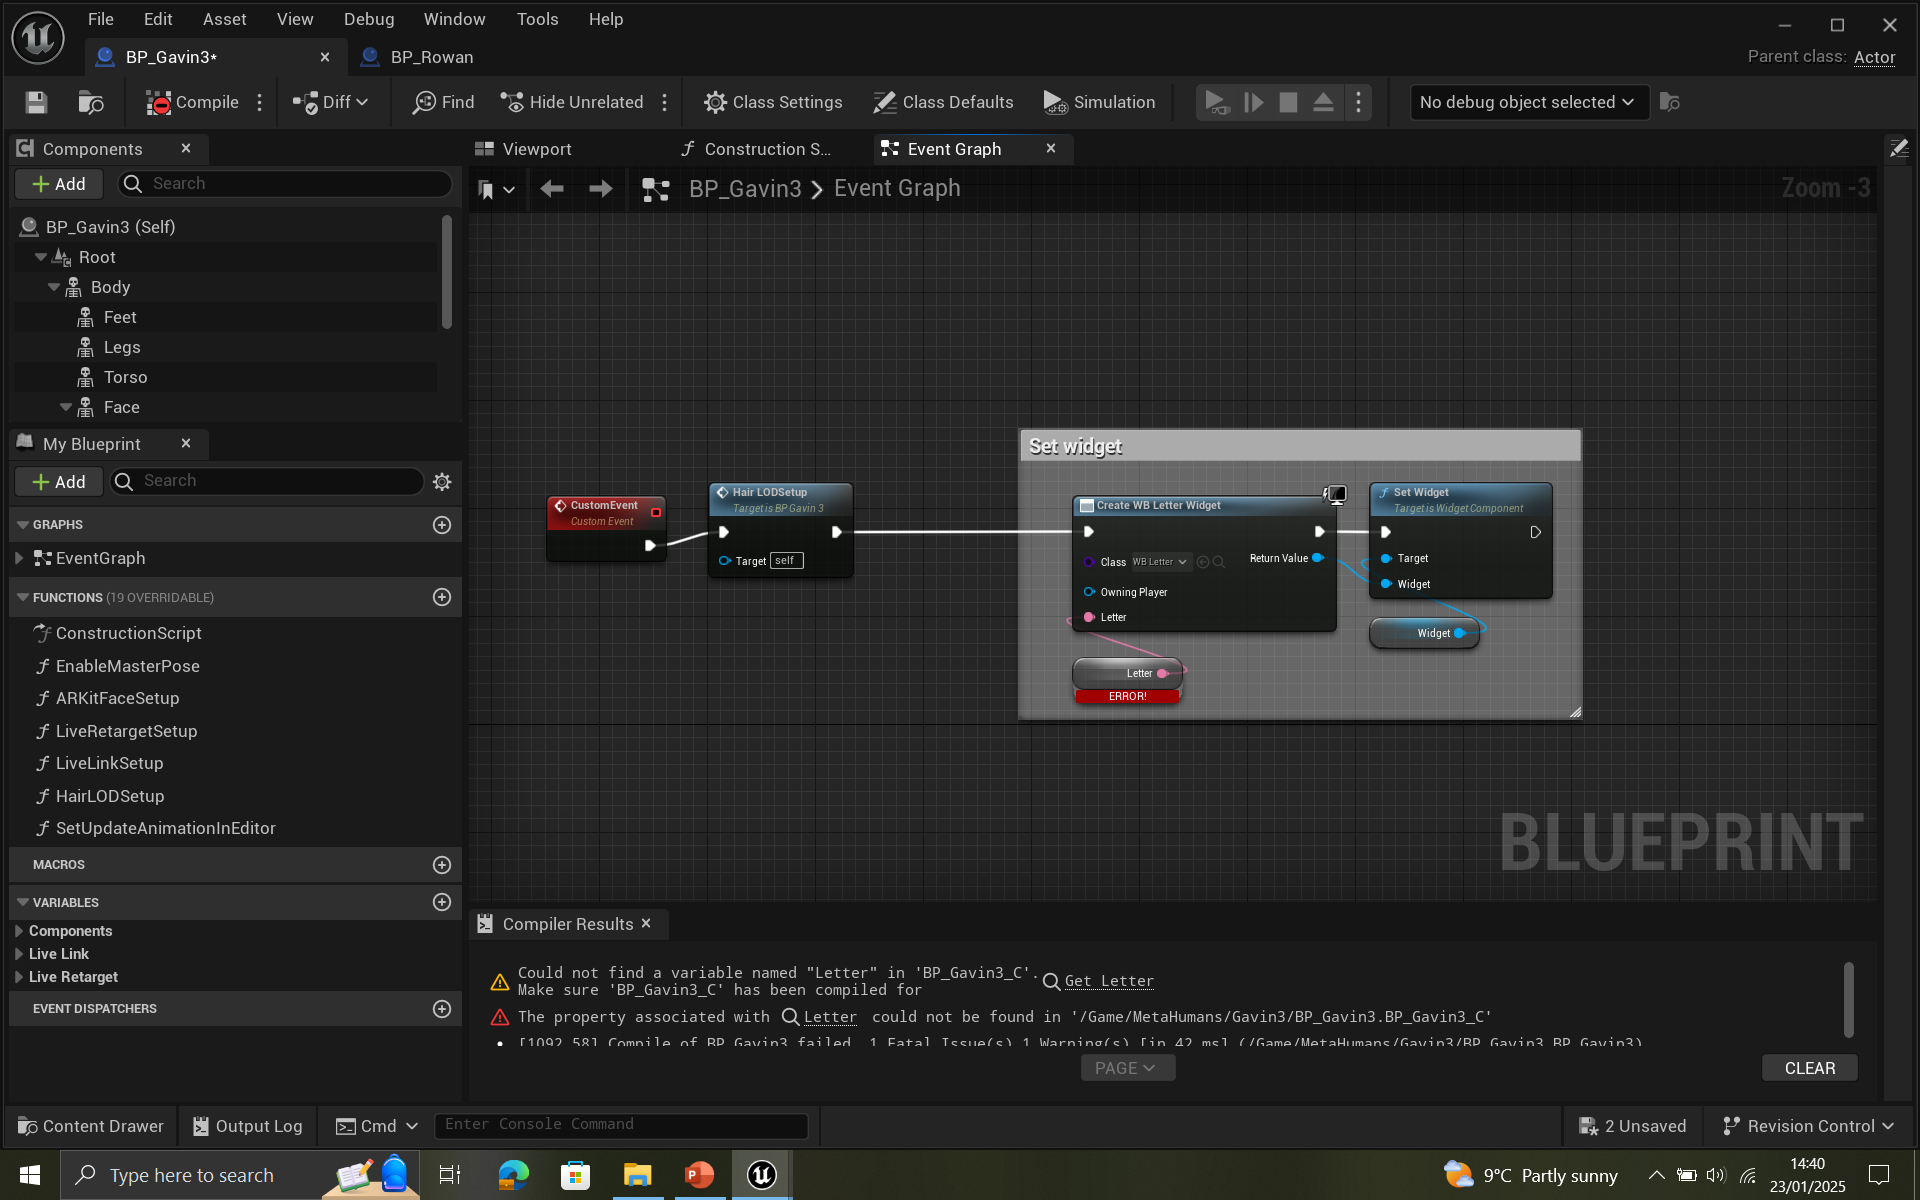 File Edit Asset View Debug Window Tools Help
BP_Gavin3*
BP_Rowan
Parent class: Actor
Compile
Diff
Find
Hide Unrelated
Class Settings
Class Defaults
Simulation
No debug object selected
Components
Add
Search
BP_Gavin3 (Self)
Root
Body
Feet
Legs
Torso
Face
My Blueprint
Add
Search
GRAPHS
EventGraph
FUNCTIONS (19 OVERRIDABLE)
ConstructionScript
EnableMasterPose
ARKitFaceSetup
LiveRetargetSetup
LiveLinkSetup
HairLODSetup
SetUpdateAnimationInEditor
MACROS
VARIABLES
Components
Live Link
Live Retarget
EVENT DISPATCHERS
Viewport
Construction S...
Event Graph
BP_Gavin3 > Event Graph
Zoom -3
CustomEvent
Custom Event
Hair LODSetup
Target is BP Gavin 3
Target self
Set widget
Create WB Letter Widget
Class WB Letter
Return Value
Owning Player
Letter
Letter
ERROR!
Set Widget
Target is Widget Component
Target
Widget
Widget
BLUEPRINT
Compiler Results
Could not find a variable named "Letter" in 'BP_Gavin3_C'.
Make sure 'BP_Gavin3_C' has been compiled for
Get Letter
The property associated with Letter could not be found in '/Game/MetaHumans/Gavin3/BP_Gavin3.BP_Gavin3_C'
[1092.58] Compile of BP_Gavin3 failed. 1 Fatal Issue(s) 1 Warning(s) [in 42 ms] (/Game/MetaHumans/Gavin3/BP_Gavin3.BP_Gavin3)
PAGE
CLEAR
Content Drawer
Output Log
Cmd
Enter Console Command
2 Unsaved
Revision Control
Type here to search
9°C Partly sunny
14:40
23/01/2025